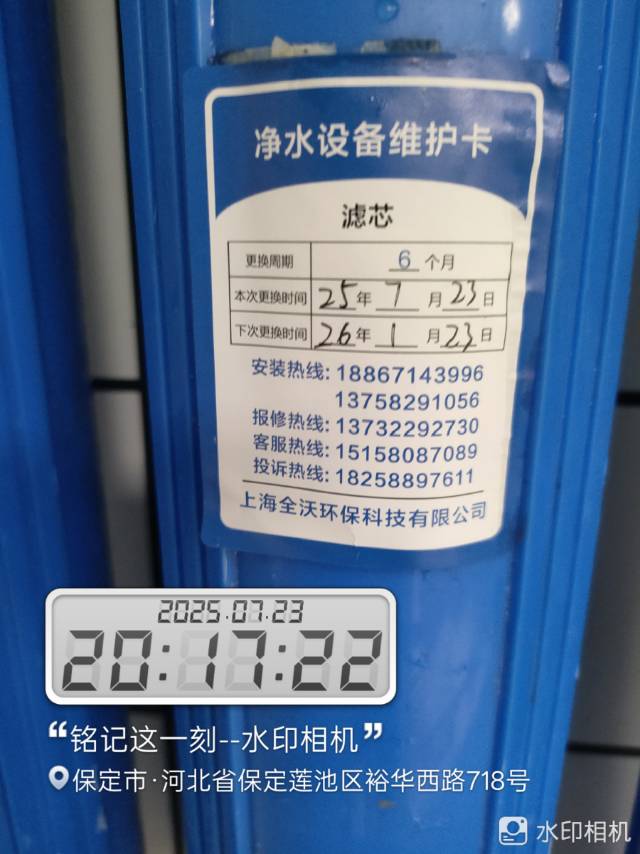 净水设备维护卡
滤芯
更换周期 6 个月
本次更换时间 25年 7 月 23日
下次更换时间 26年 1 月 23日
安装热线: 18867143996
13758291056
报修热线: 13732292730
客服热线: 15158087089
投诉热线: 18258897611
上海全沃环保科技有限公司
2025.07.23
20:17:22
“铭记这一刻--水印相机”
保定市·河北省保定莲池区裕华西路718号
水印相机